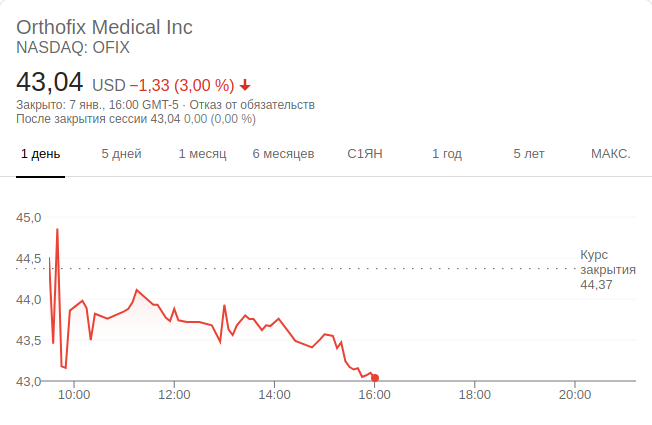 Orthofix Medical Inc
NASDAQ: OFIX
43,04 USD −1,33 (3,00 %)
Закрыто: 7 янв., 16:00 GMT-5 · Отказ от обязательств
После закрытия сессии 43,04 0,00 (0,00 %)
1 день 5 дней 1 месяц 6 месяцев С1ЯН 1 год 5 лет МАКС.
45,0
44,5
Курс
закрытия
44,37
44,0
43,5
43,0
10:00 12:00 14:00 16:00 18:00 20:00